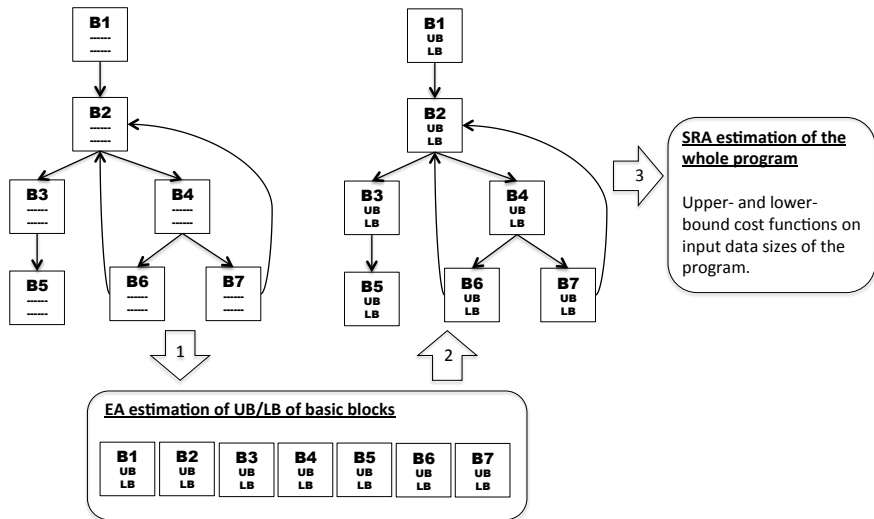 B1
------
------
B2
------
------
B3
------
------
B4
------
------
B5
------
------
B6
------
------
B7
------
------
B1
UB
LB
B2
UB
LB
B3
UB
LB
B4
UB
LB
B5
UB
LB
B6
UB
LB
B7
UB
LB
1
2
3
SRA estimation of the
whole program
Upper- and lower-
bound cost functions on
input data sizes of the
program.
EA estimation of UB/LB of basic blocks
B1
UB
LB
B2
UB
LB
B3
UB
LB
B4
UB
LB
B5
UB
LB
B6
UB
LB
B7
UB
LB